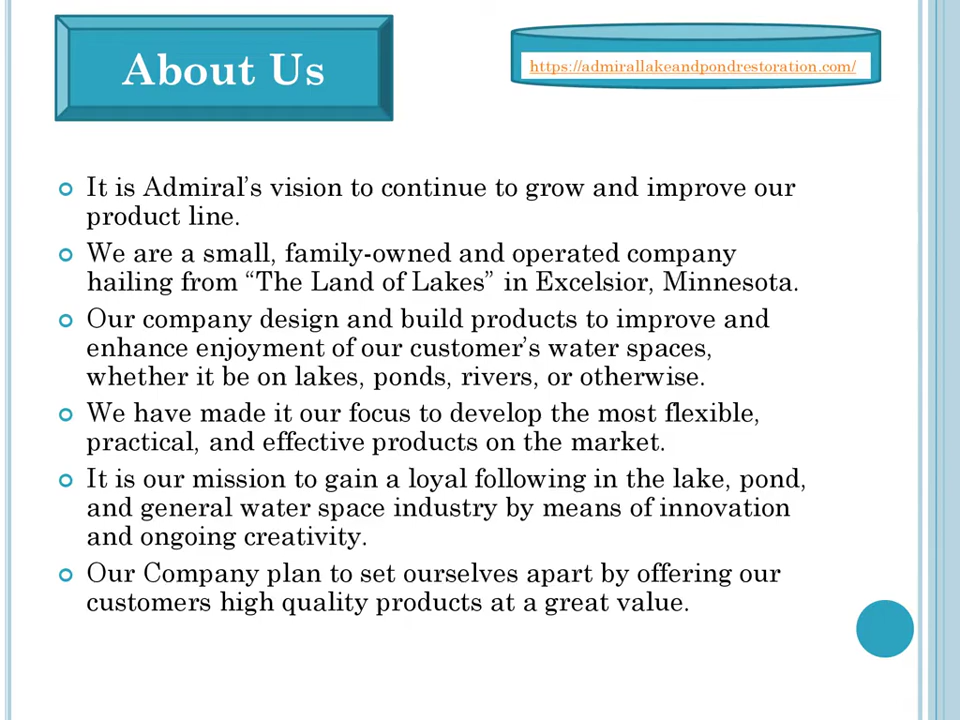 About Us
https://admirallakeandpondrestoration.com/
It is Admiral’s vision to continue to grow and improve our
product line.
We are a small, family-owned and operated company
hailing from “The Land of Lakes” in Excelsior, Minnesota.
Our company design and build products to improve and
enhance enjoyment of our customer’s water spaces,
whether it be on lakes, ponds, rivers, or otherwise.
We have made it our focus to develop the most flexible,
practical, and effective products on the market.
It is our mission to gain a loyal following in the lake, pond,
and general water space industry by means of innovation
and ongoing creativity.
Our Company plan to set ourselves apart by offering our
customers high quality products at a great value.